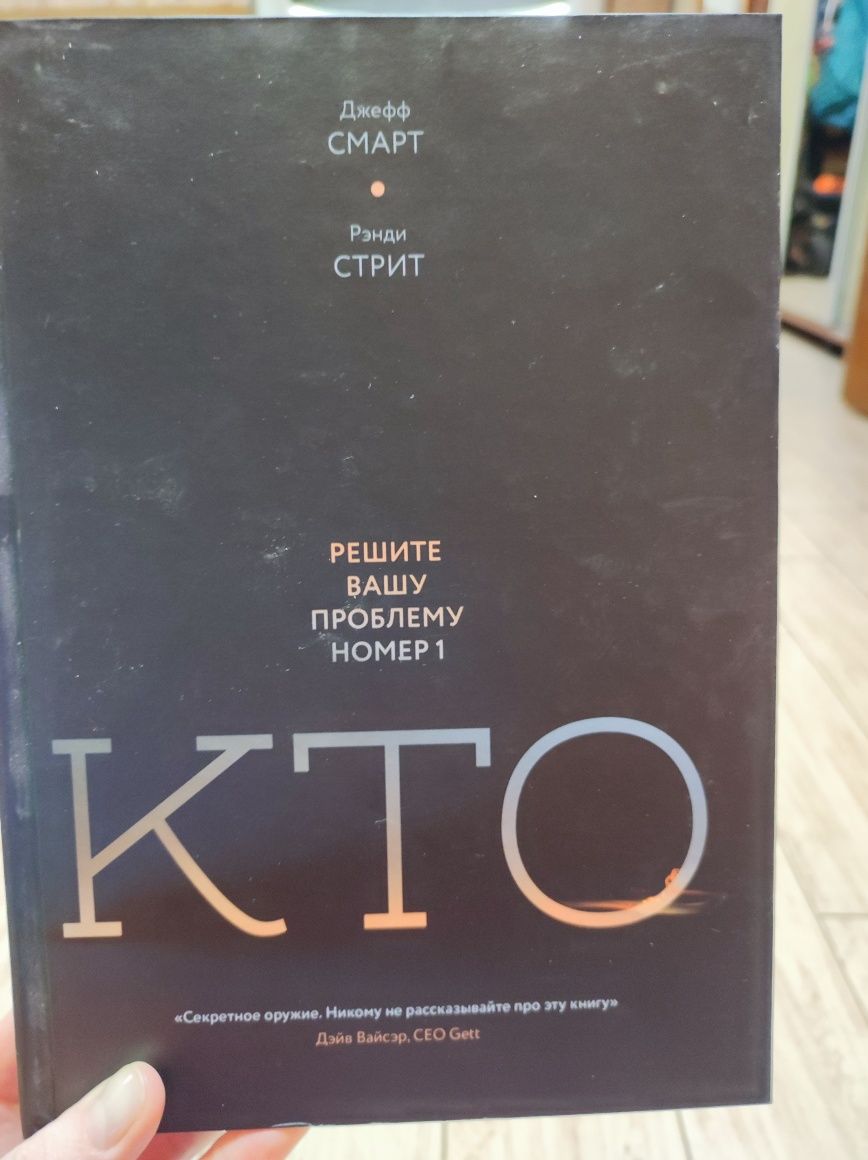 Джефф
СМАРТ
Рэнди
СТРИТ
РЕШИТЕ
ВАШУ
ПРОБЛЕМУ
НОМЕР 1
КТО
«Секретное оружие. Никому не рассказывайте про эту книгу»
Дэйв Вайсэр, CEO Gett